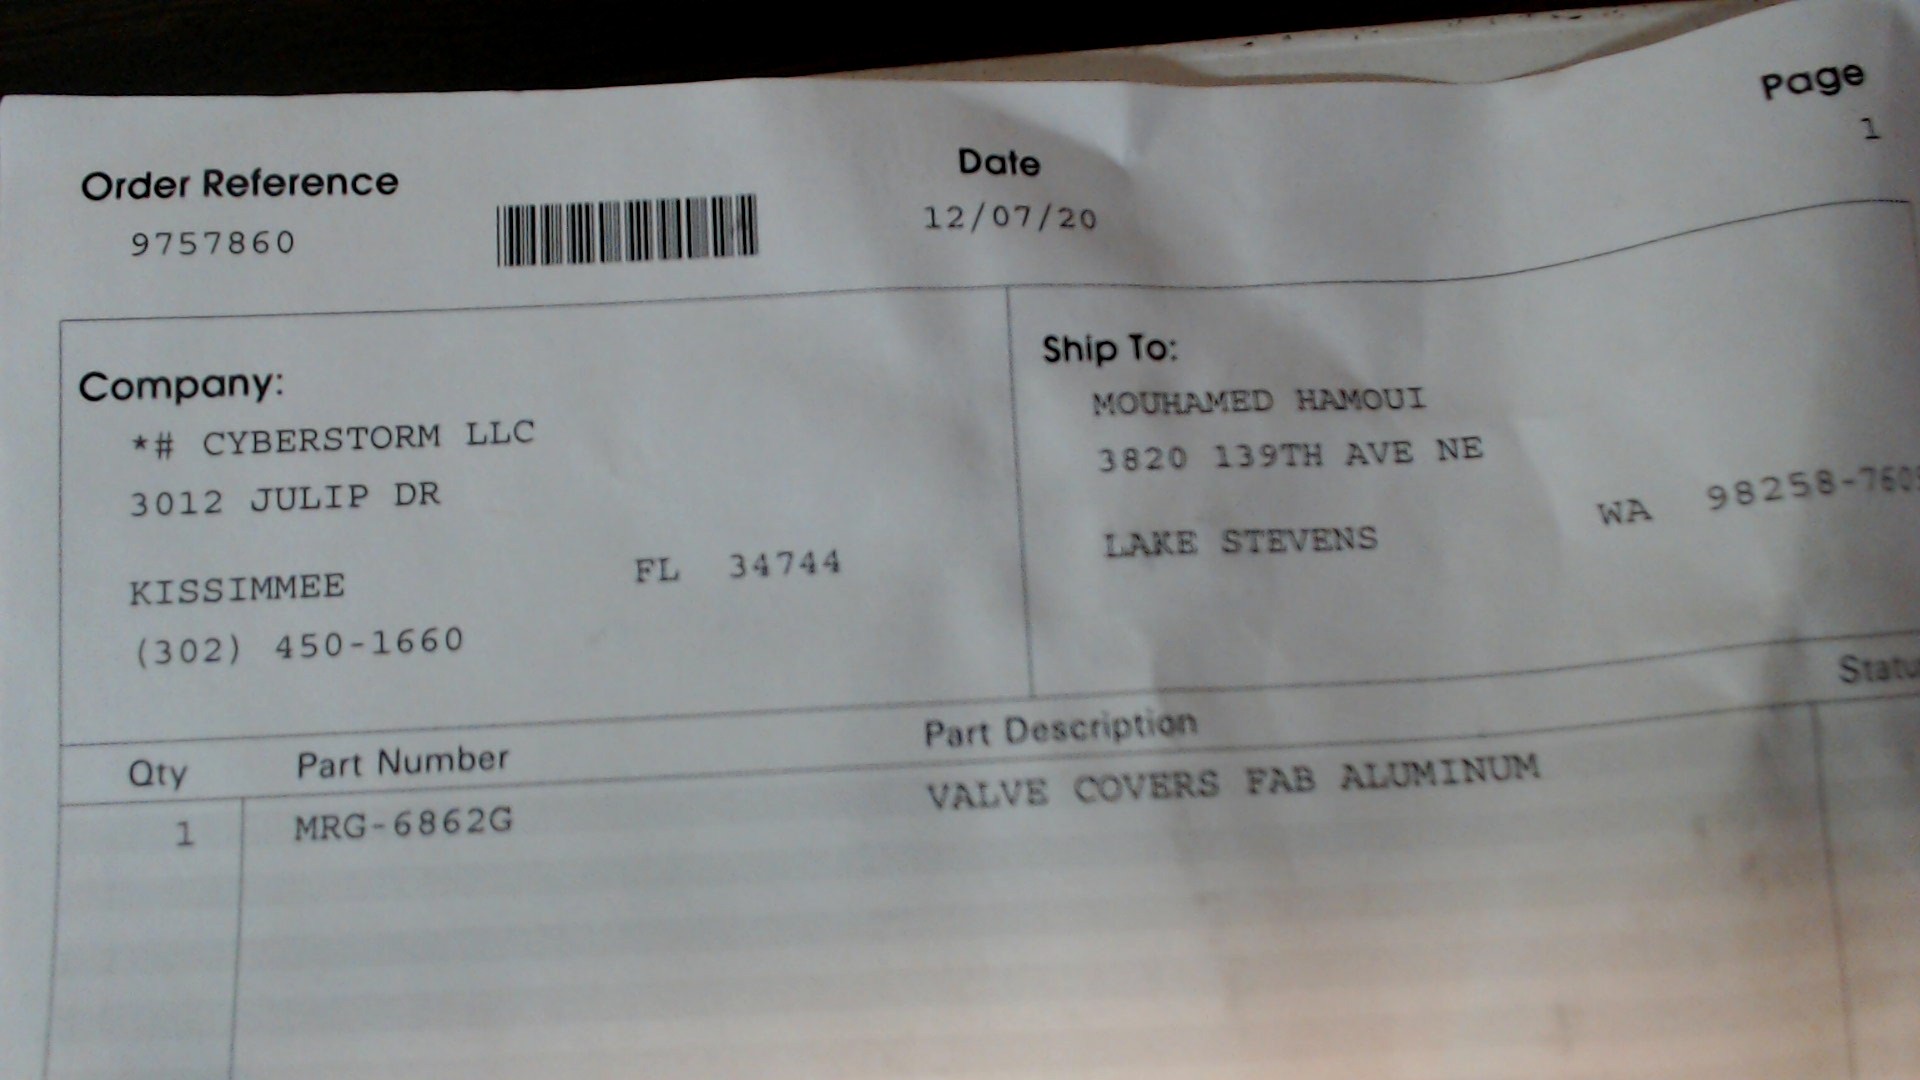 Page
1
Order Reference
Date
9757860
12/07/20
Company:
*# CYBERSTORM LLC
3012 JULIP DR
KISSIMMEE FL 34744
(302) 450-1660
Ship To:
MOUHAMED HAMOUI
3820 139TH AVE NE
LAKE STEVENS WA
Qty Part Number Part Description
1 MRG-6862G VALVE COVERS FAB ALUMINUM